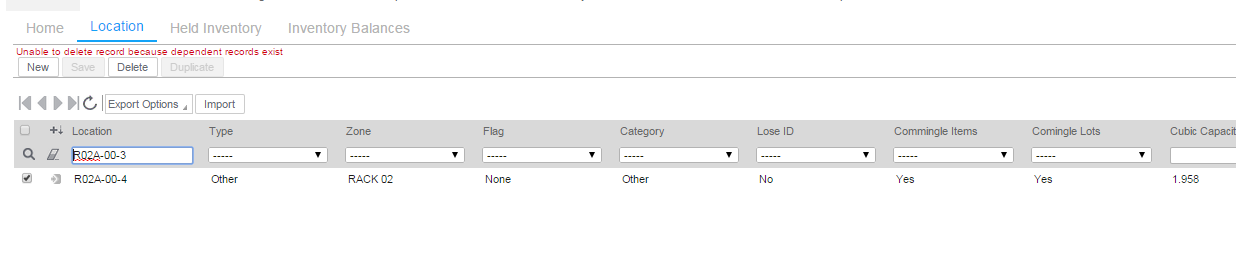 Home Location Held Inventory Inventory Balances
Unable to delete record because dependent records exist
New Save Delete Duplicate
Export Options Import
Location Type Zone Flag Category Lose ID Commingle Items Comingle Lots Cubic Capacit
R02A-00-3 ----- ----- ----- ----- ----- ----- -----
R02A-00-4 Other RACK 02 None Other No Yes Yes 1.958